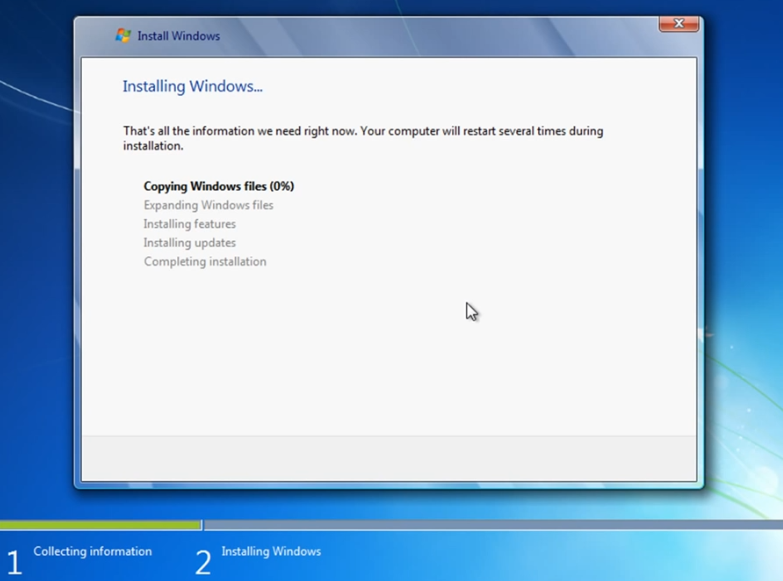 Install Windows
Installing Windows...
That's all the information we need right now. Your computer will restart several times during
installation.
Copying Windows files (0%)
Expanding Windows files
Installing features
Installing updates
Completing installation
1 Collecting information 2 Installing Windows